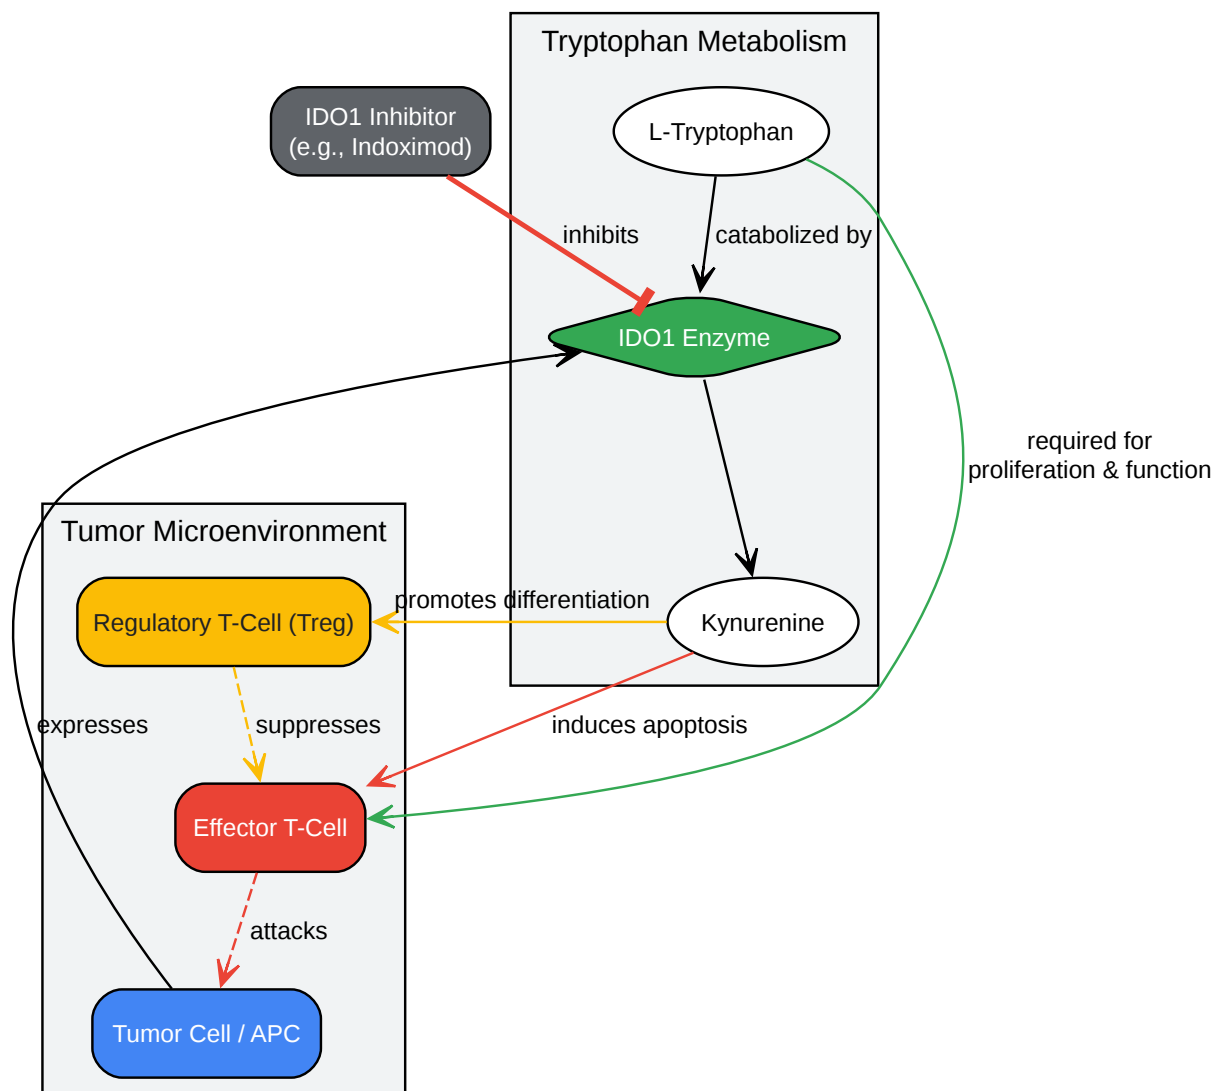 Tryptophan Metabolism
IDO1 Inhibitor
(e.g., Indoximod)
L-Tryptophan
inhibits
catabolized by
IDO1 Enzyme
required for
proliferation & function
Tumor Microenvironment
promotes differentiation
Regulatory T-Cell (Treg)
Kynurenine
expresses
suppresses
induces apoptosis
Effector T-Cell
attacks
Tumor Cell / APC